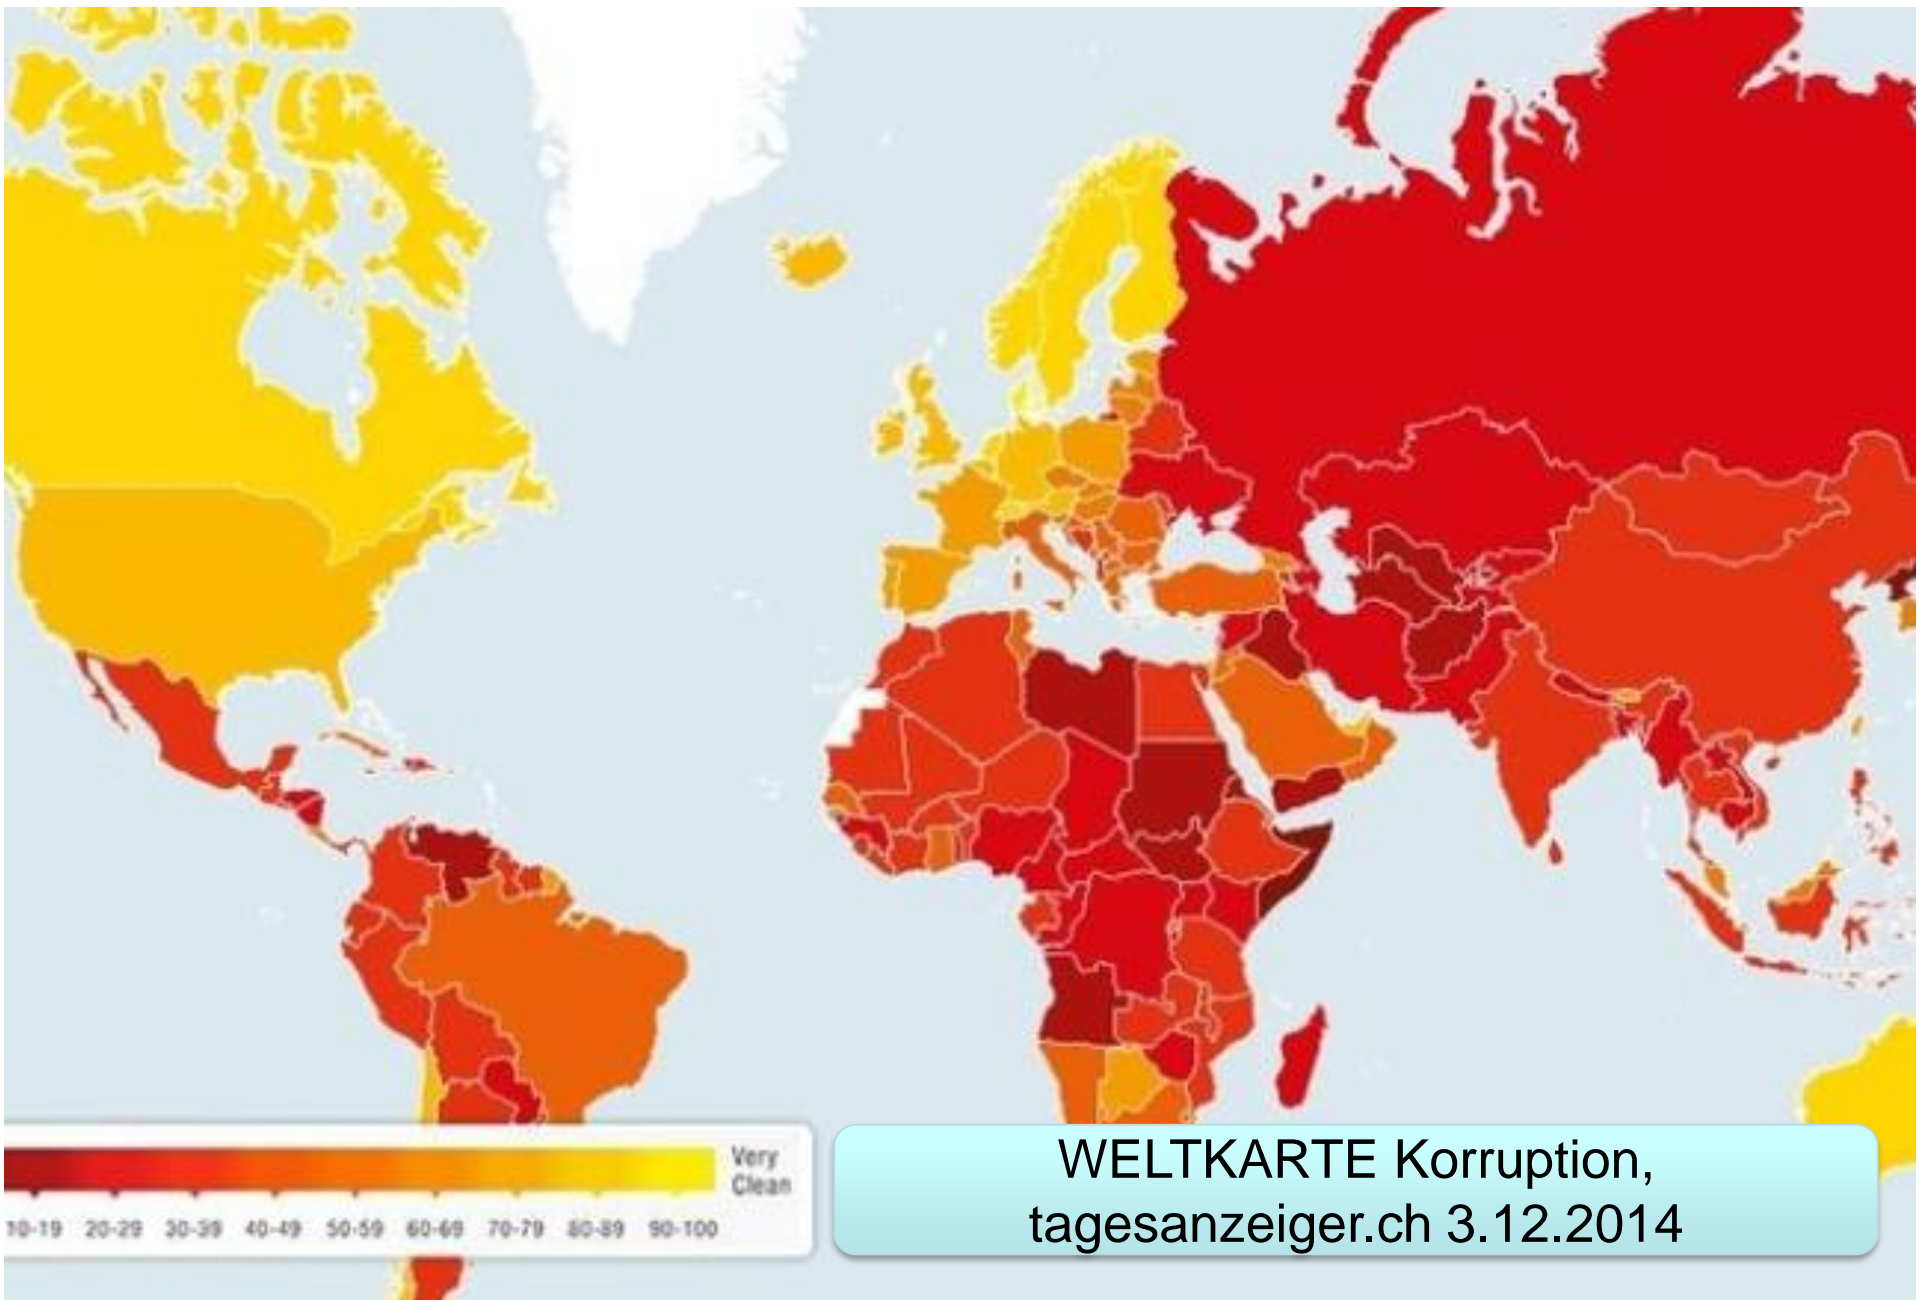 Very
Clean
10-19 20-29 30-39 40-49 50-59 60-69 70-79 80-89 90-100
WELTKARTE Korruption,
tagesanzeiger.ch 3.12.2014